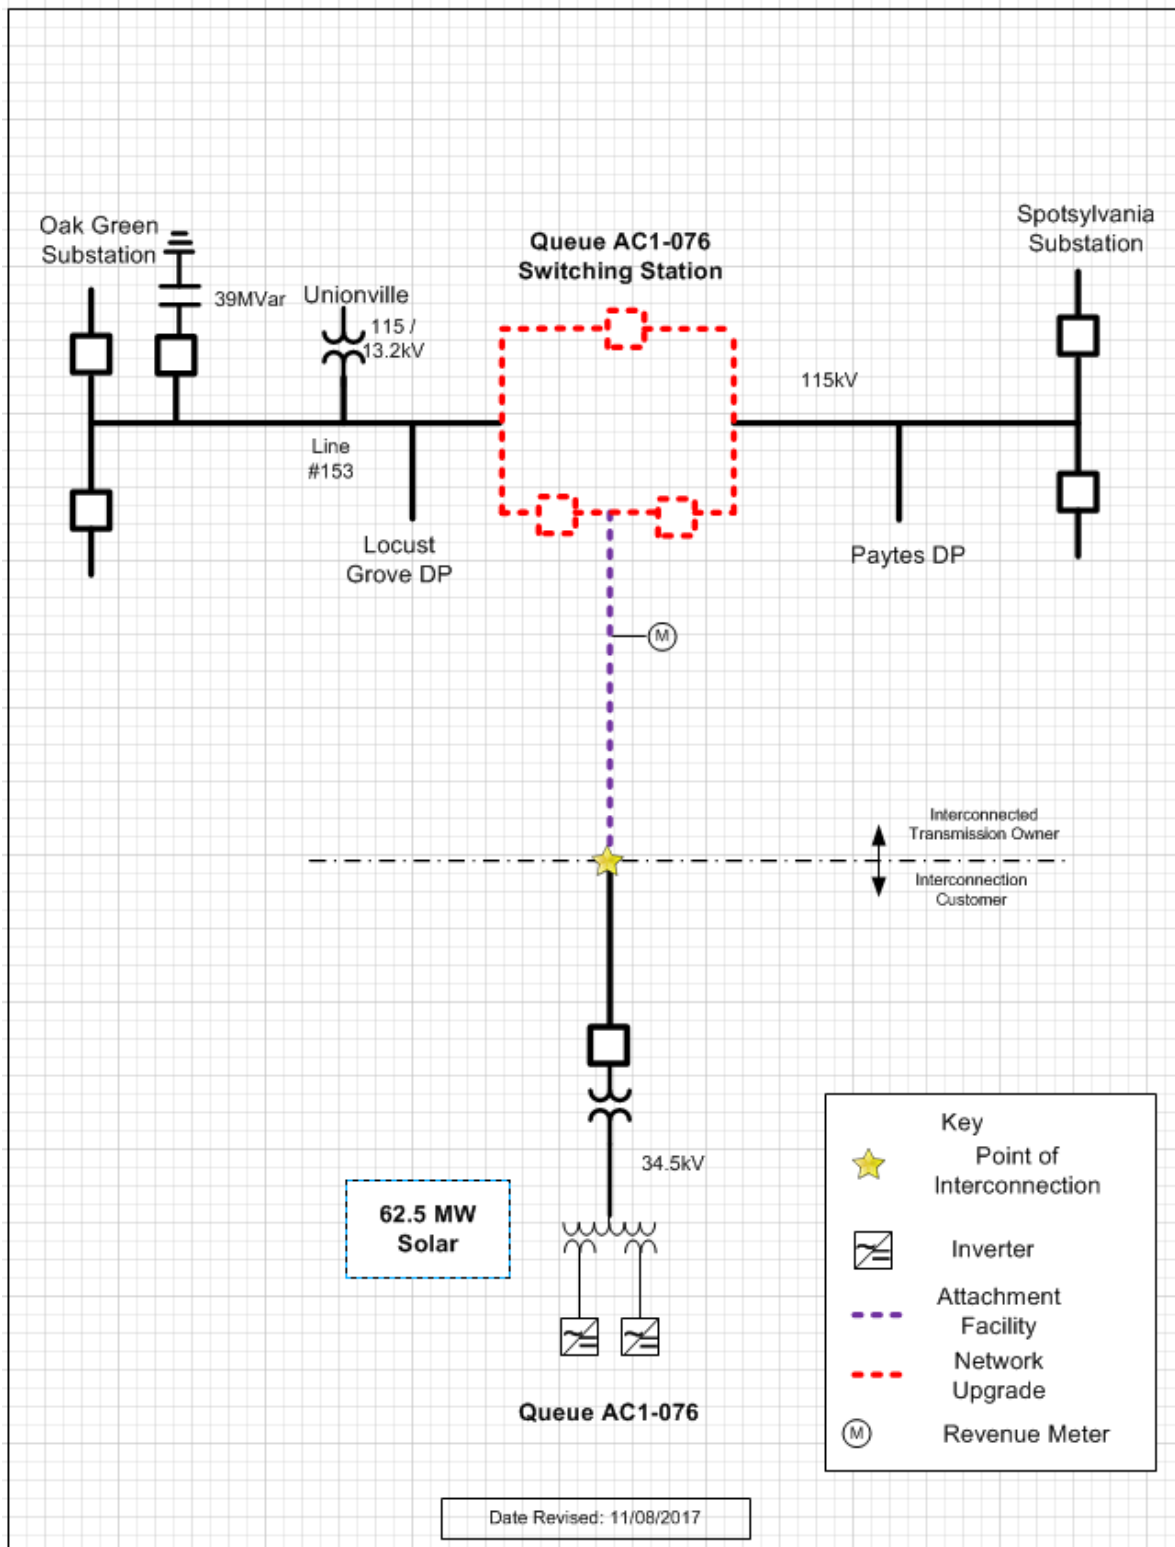 Oak Green
Substation
39MVar
Unionville
115 /
13.2kV
Queue AC1-076
Switching Station
Spotsylvania
Substation
115kV
Line
#153
Locust
Grove DP
Paytes DP
M
Interconnected
Transmission Owner
Interconnection
Customer
34.5kV
62.5 MW
Solar
Queue AC1-076
Key
Point of
Interconnection
Inverter
Attachment
Facility
Network
Upgrade
M
Revenue Meter
Date Revised: 11/08/2017